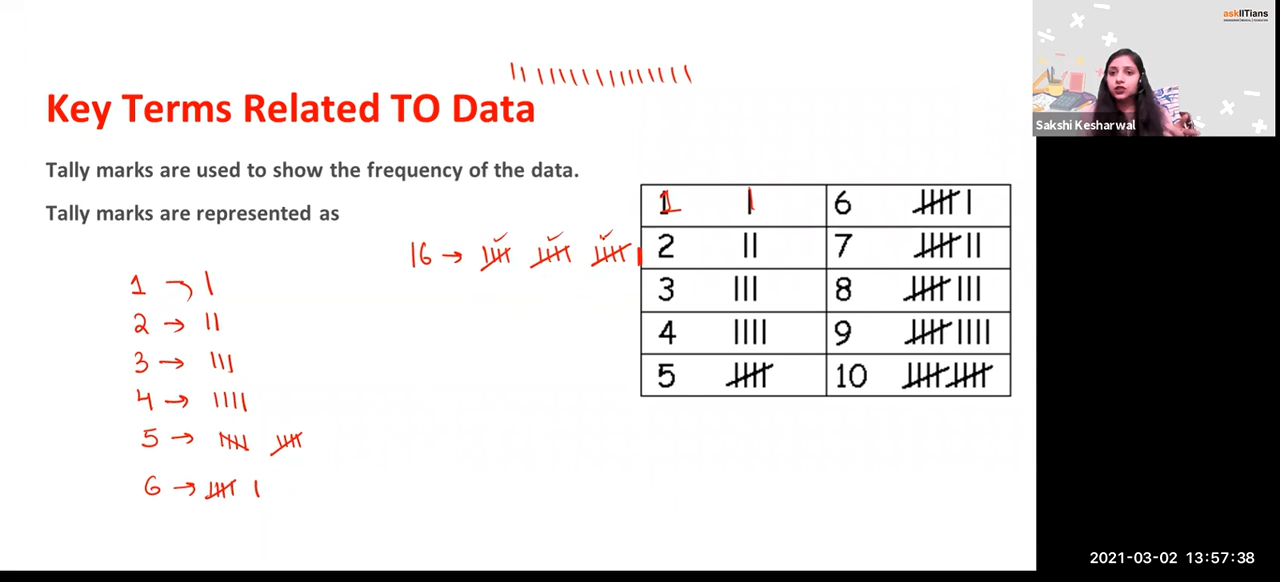 askIITians
Key Terms Related TO Data
Sakshi Kesharwal
Tally marks are used to show the frequency of the data.
Tally marks are represented as
16 →
1 → |
2 → ||
3 → |||
4 → ||||
5 →
6 →
1 | 6
2 || 7
3 ||| 8
4 |||| 9
5 10
2021-03-02 13:57:38